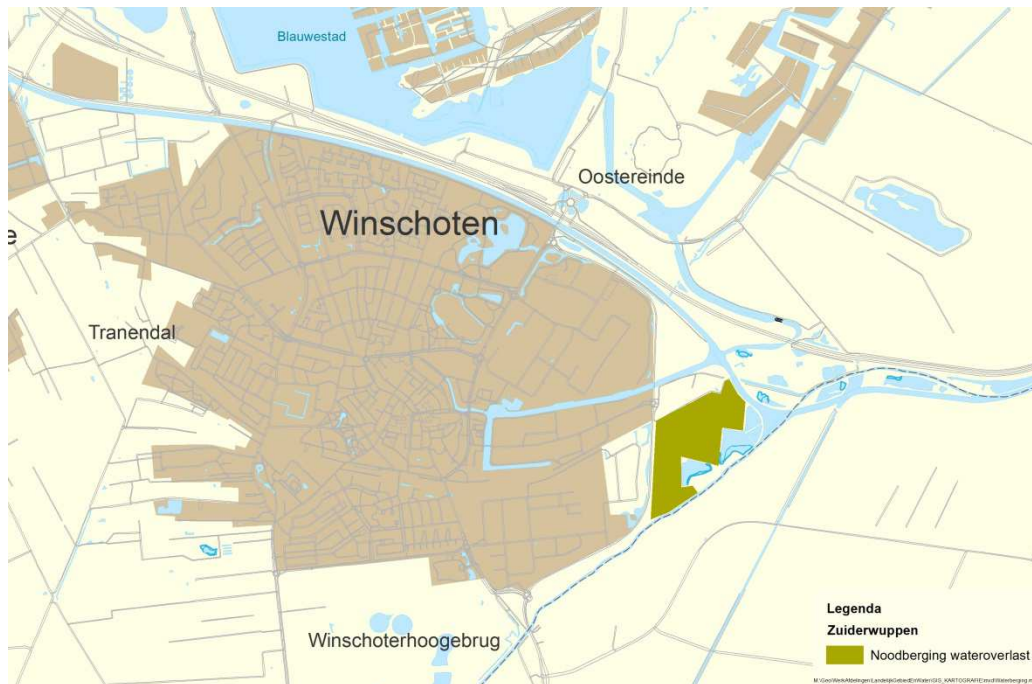 Blauwestad
Oostereinde
Winschoten
e
Tranendal
Winschoterhoogebrug
Legenda
Zuiderwuppen
Noodberging wateroverlast